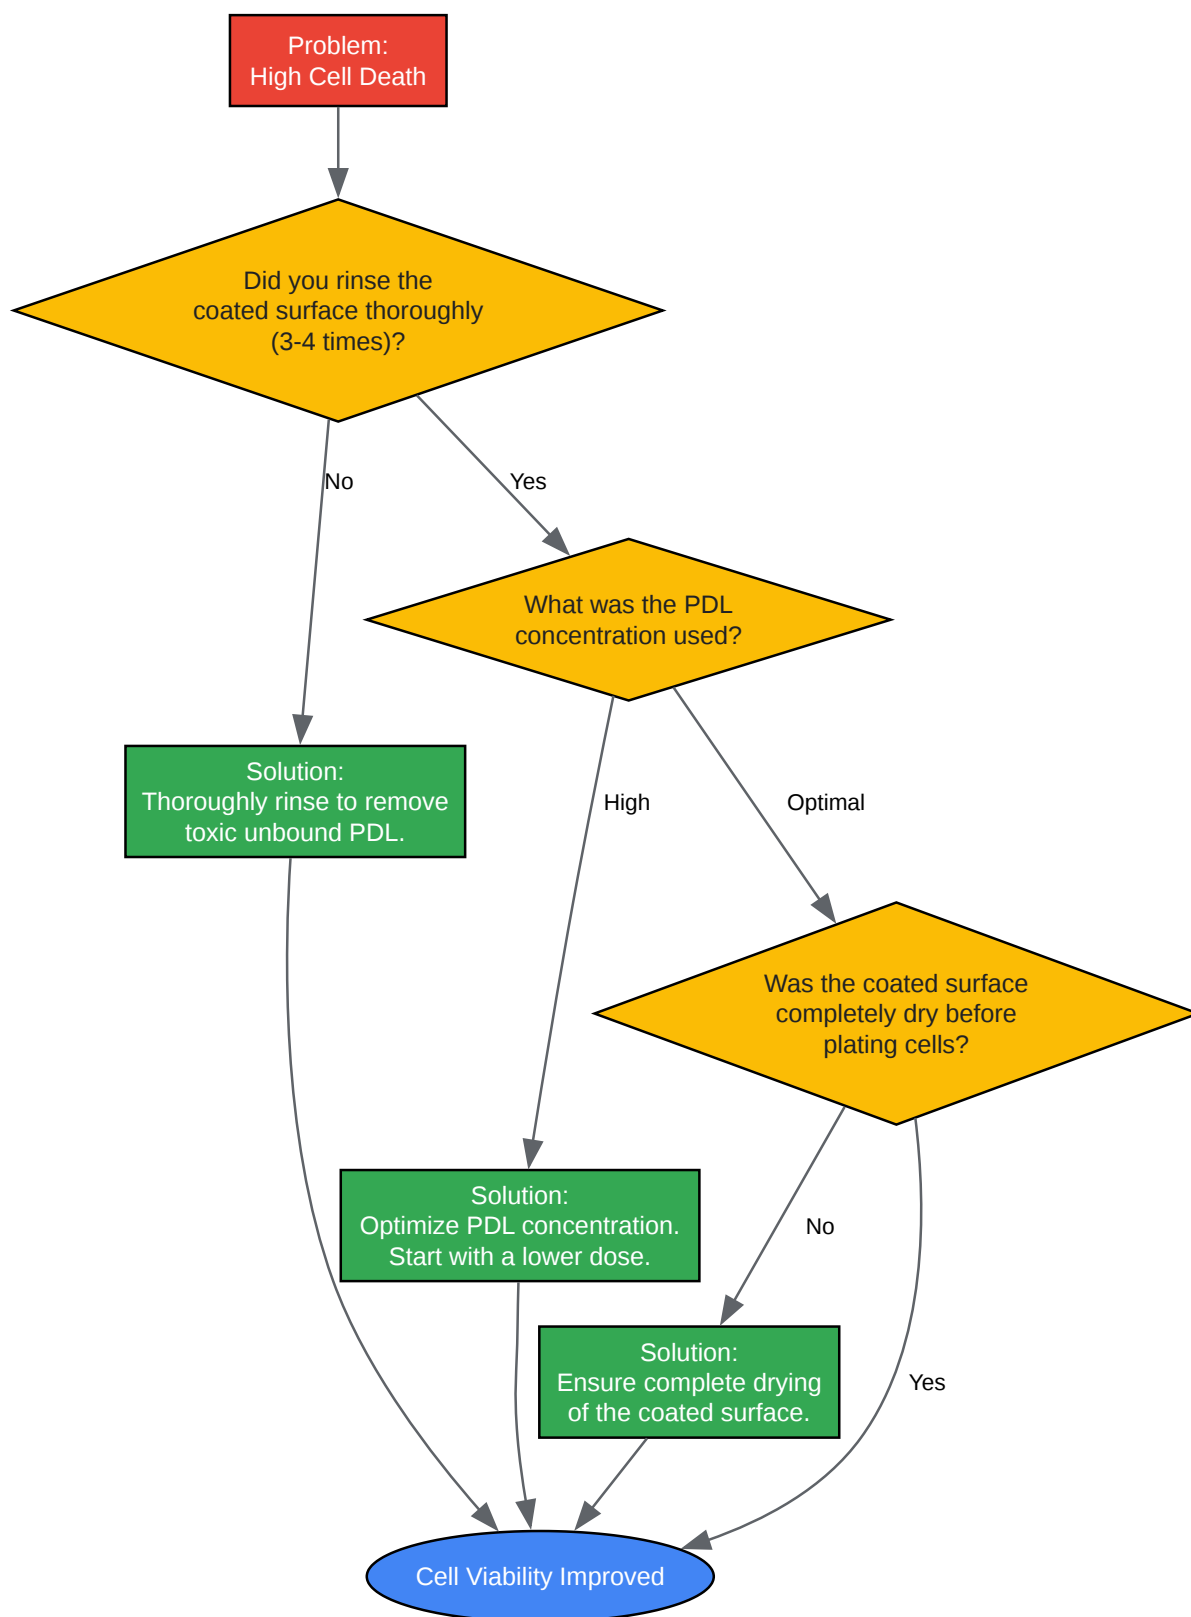 Problem:
High Cell Death
Did you rinse the
coated surface thoroughly
(3-4 times)?
No
Yes
What was the PDL
concentration used?
Solution:
Thoroughly rinse to remove
toxic unbound PDL.
High
Optimal
Was the coated surface
completely dry before
plating cells?
Solution:
Optimize PDL concentration.
Start with a lower dose.
No
Solution:
Ensure complete drying
of the coated surface.
Yes
Cell Viability Improved